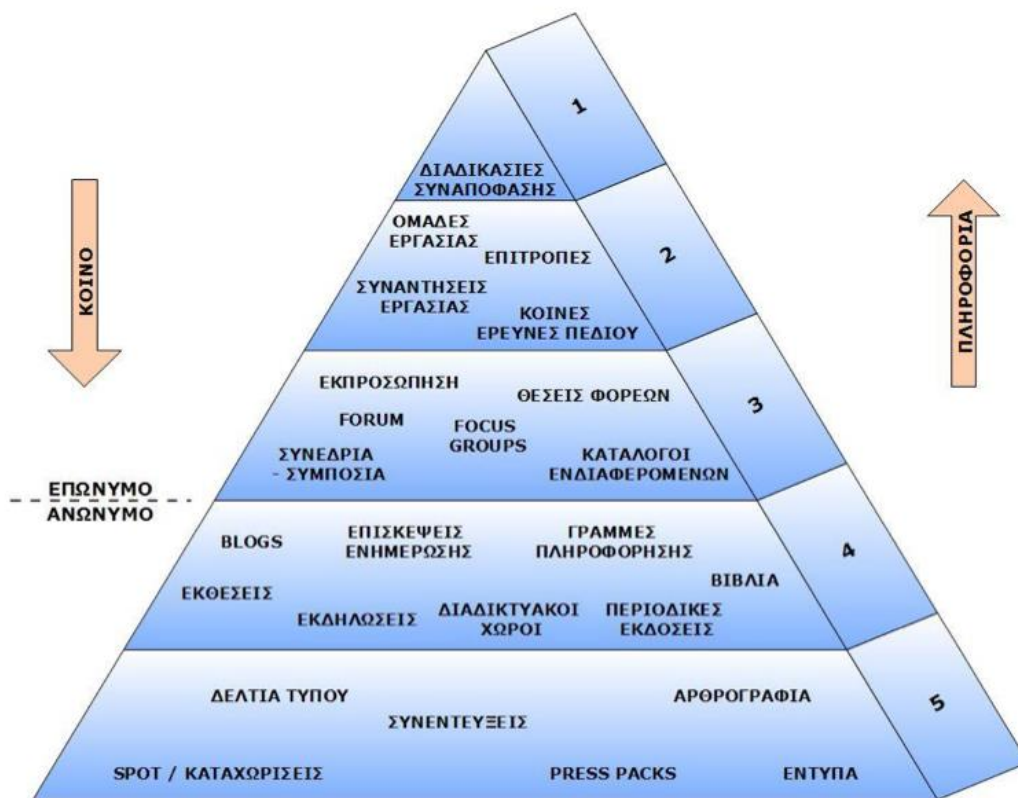 1
ΔΙΑΔΙΚΑΣΙΕΣ
ΣΥΝΑΠΟΦΑΣΗΣ
ΟΜΑΔΕΣ
ΕΡΓΑΣΙΑΣ
ΕΠΙΤΡΟΠΕΣ
2
ΣΥΝΑΝΤΗΣΕΙΣ
ΕΡΓΑΣΙΑΣ
ΚΟΙΝΕΣ
ΕΡΕΥΝΕΣ ΠΕΔΙΟΥ
ΚΟΙΝΟ
ΠΛΗΡΟΦΟΡΙΑ
ΕΚΠΡΟΣΩΠΗΣΗ
ΘΕΣΕΙΣ ΦΟΡΕΩΝ
3
FORUM
FOCUS
GROUPS
ΣΥΝΕΔΡΙΑ
- ΣΥΜΠΟΣΙΑ
ΚΑΤΑΛΟΓΟΙ
ΕΝΔΙΑΦΕΡΟΜΕΝΩΝ
ΕΠΩΝΥΜΟ
ΑΝΩΝΥΜΟ
BLOGS
ΕΠΙΣΚΕΨΕΙΣ
ΕΝΗΜΕΡΩΣΗΣ
ΓΡΑΜΜΕΣ
ΠΛΗΡΟΦΟΡΗΣΗΣ
4
ΒΙΒΛΙΑ
ΕΚΘΕΣΕΙΣ
ΕΚΔΗΛΩΣΕΙΣ
ΔΙΑΔΙΚΤΥΑΚΟΙ
ΧΩΡΟΙ
ΠΕΡΙΟΔΙΚΕΣ
ΕΚΔΟΣΕΙΣ
ΔΕΛΤΙΑ ΤΥΠΟΥ
ΣΥΝΕΝΤΕΥΞΕΙΣ
ΑΡΘΡΟΓΡΑΦΙΑ
5
SPOT / ΚΑΤΑΧΩΡΙΣΕΙΣ
PRESS PACKS
ΕΝΤΥΠΑ